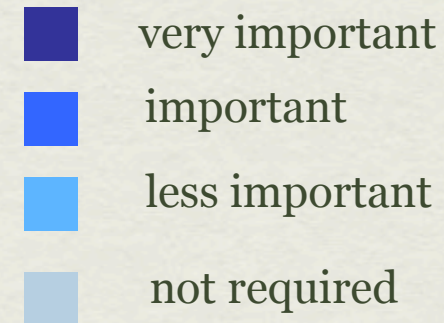 very important
important
less important
not required